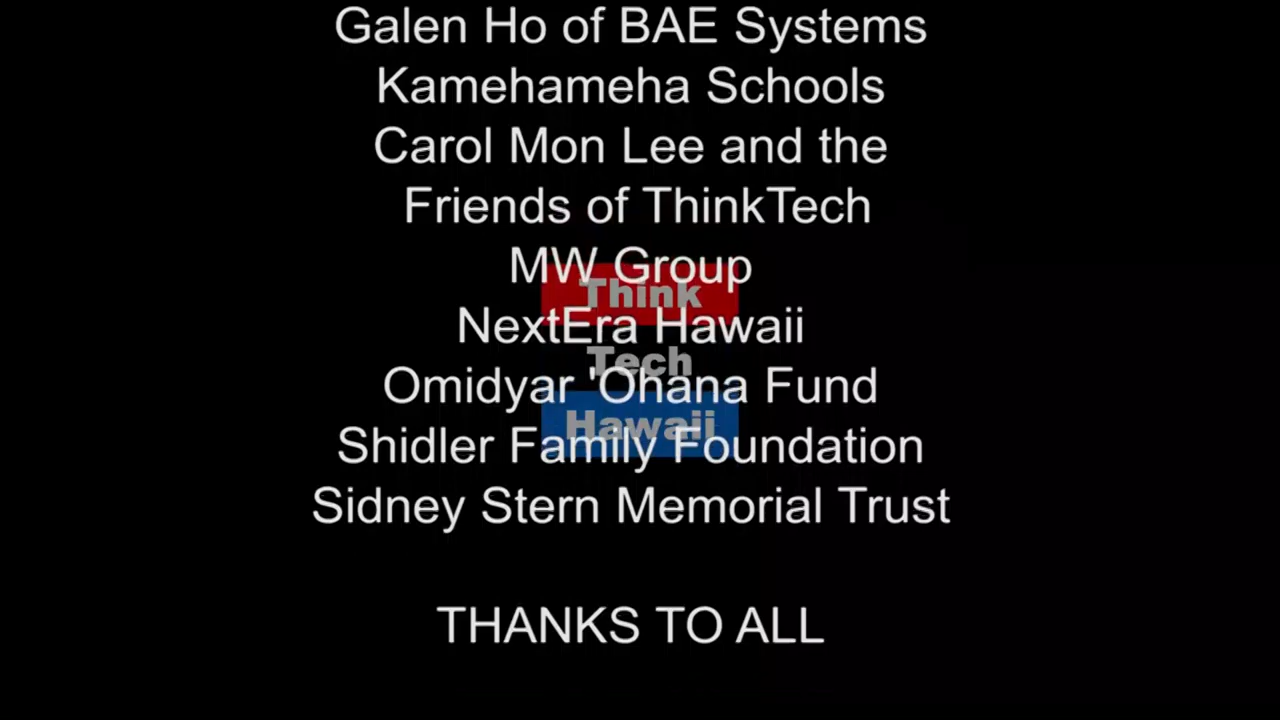 Galen Ho of BAE Systems
Kamehameha Schools
Carol Mon Lee and the
Friends of ThinkTech
MW Group
Think
NextEra Hawaii
Tech
Omidyar 'Ohana Fund
Hawaii
Shidler Family Foundation
Sidney Stern Memorial Trust
THANKS TO ALL